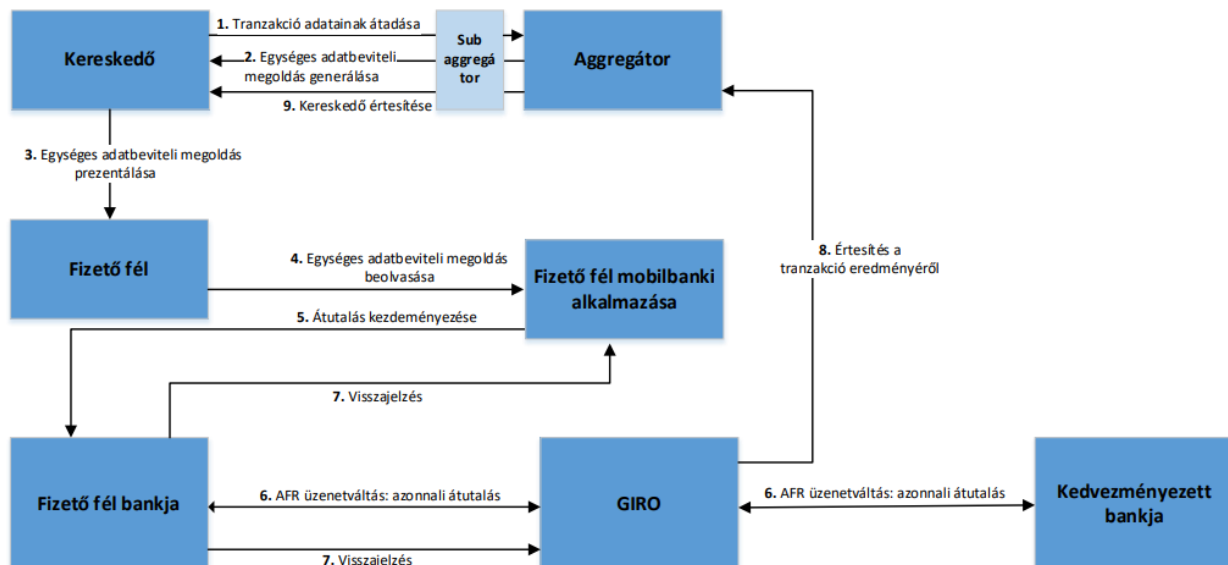 1. Tranzakció adatainak átadása
Kereskedő
Sub
aggregá
tor
Aggregátor
2. Egységes adatbeviteli
megoldás generálása
9. Kereskedő értesítése
3. Egységes adatbeviteli megoldás
prezentálása
Fizető fél
4. Egységes adatbeviteli megoldás
beolvasása
Fizető fél mobilbanki
alkalmazása
8. Értesítés a
tranzakció eredményéről
5. Átutalás kezdeményezése
7. Visszajelzés
Fizető fél bankja
6. AFR üzenetváltás: azonnali átutalás
GIRO
6. AFR üzenetváltás: azonnali átutalás
Kedvezményezett
bankja
7. Visszajelzés